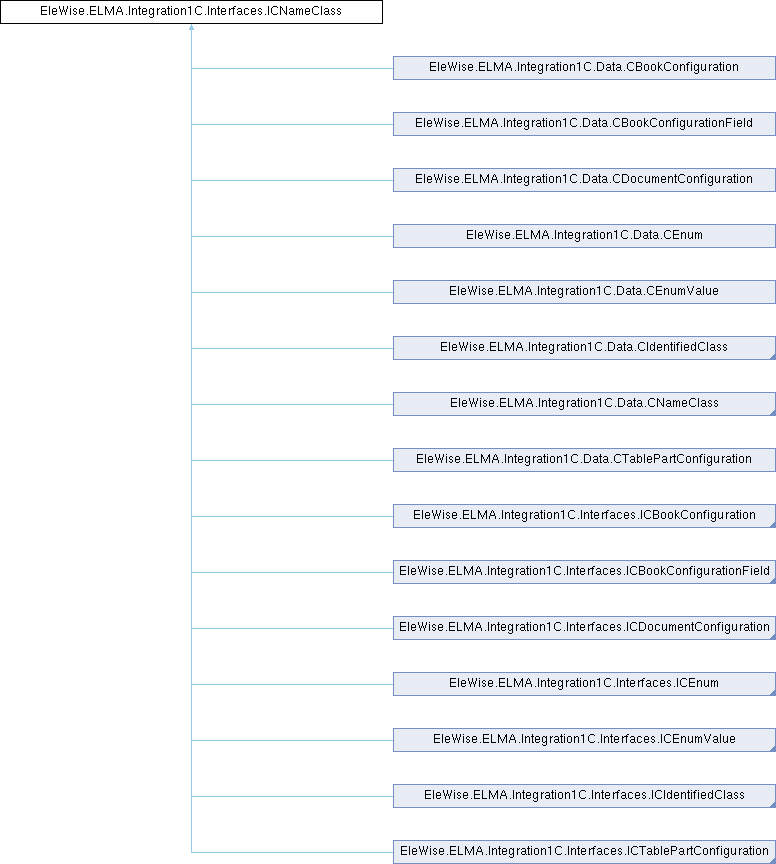 EleWise.ELMA.Integration1C.Interfaces.ICNameClass
EleWise.ELMA.Integration1C.Data.CBookConfiguration
EleWise.ELMA.Integration1C.Data.CBookConfigurationField
EleWise.ELMA.Integration1C.Data.CDocumentConfiguration
EleWise.ELMA.Integration1C.Data.CEnum
EleWise.ELMA.Integration1C.Data.CEnumValue
EleWise.ELMA.Integration1C.Data.CIdentifiedClass
EleWise.ELMA.Integration1C.Data.CNameClass
EleWise.ELMA.Integration1C.Data.CTablePartConfiguration
EleWise.ELMA.Integration1C.Interfaces.ICBookConfiguration
EleWise.ELMA.Integration1C.Interfaces.ICBookConfigurationField
EleWise.ELMA.Integration1C.Interfaces.ICDocumentConfiguration
EleWise.ELMA.Integration1C.Interfaces.ICEnum
EleWise.ELMA.Integration1C.Interfaces.ICEnumValue
EleWise.ELMA.Integration1C.Interfaces.ICIdentifiedClass
EleWise.ELMA.Integration1C.Interfaces.ICTablePartConfiguration